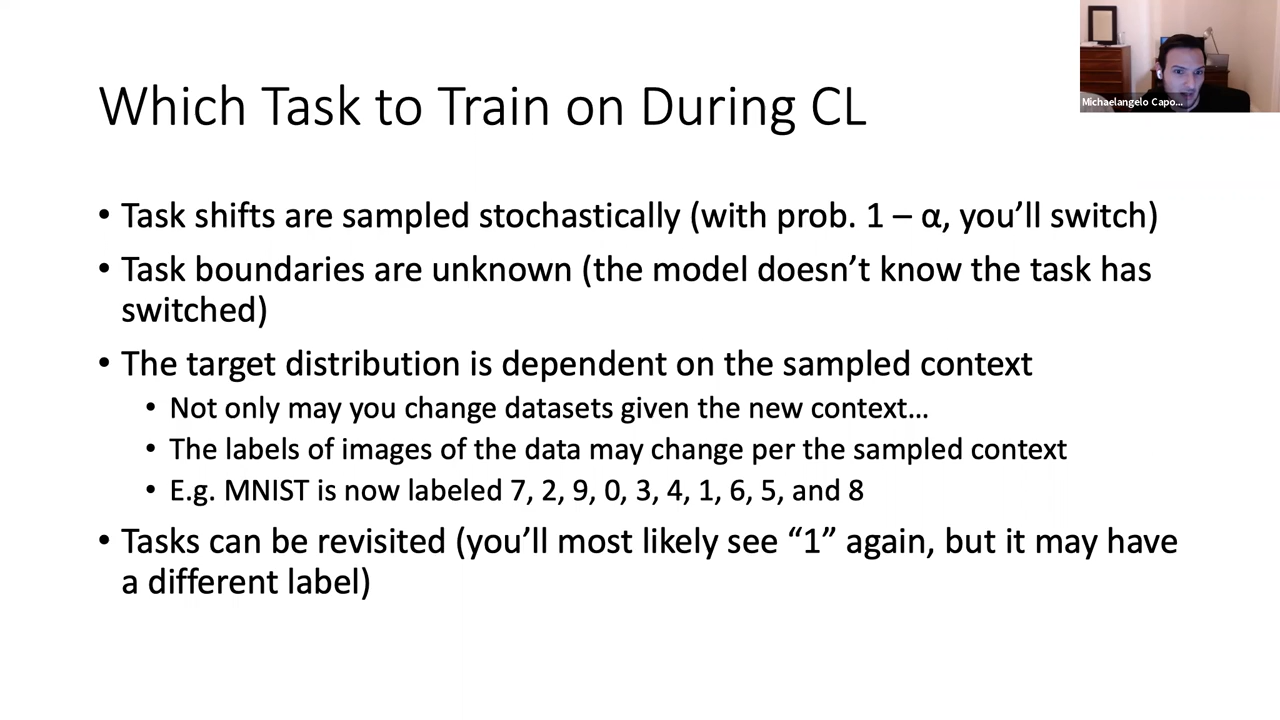 Michaelangelo Capo...
Which Task to Train on During CL
• Task shifts are sampled stochastically (with prob. 1 – α, you’ll switch)
• Task boundaries are unknown (the model doesn’t know the task has
switched)
• The target distribution is dependent on the sampled context
• Not only may you change datasets given the new context…
• The labels of images of the data may change per the sampled context
• E.g. MNIST is now labeled 7, 2, 9, 0, 3, 4, 1, 6, 5, and 8
• Tasks can be revisited (you’ll most likely see “1” again, but it may have
a different label)